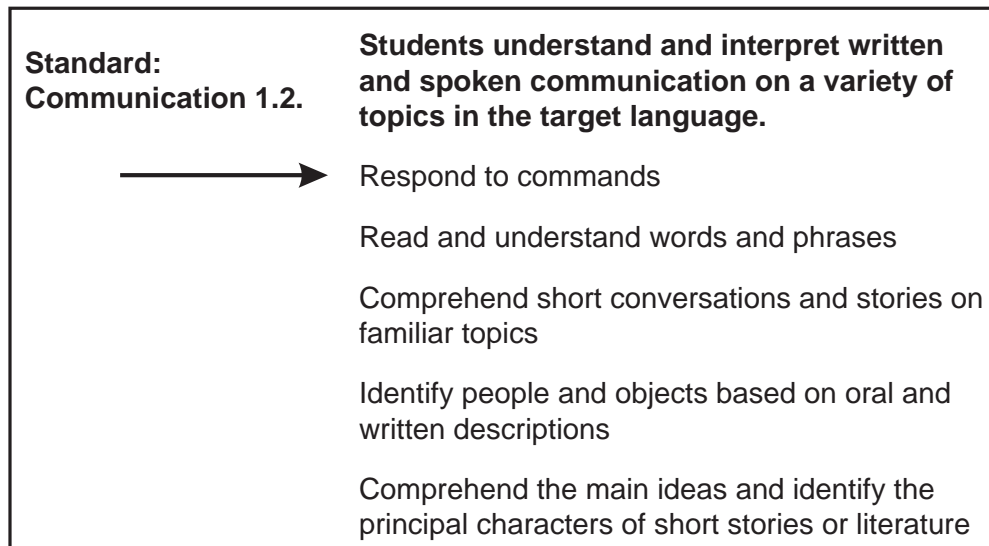 Standard:
Communication 1.2.
Students understand and interpret written
and spoken communication on a variety of
topics in the target language.
Respond to commands
Read and understand words and phrases
Comprehend short conversations and stories on
familiar topics
Identify people and objects based on oral and
written descriptions
Comprehend the main ideas and identify the
principal characters of short stories or literature